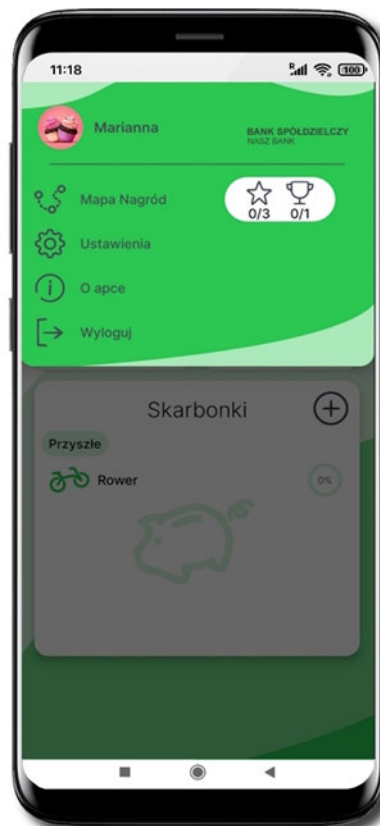 11:18
R
100
Marianna
BANK SPÓŁDZIELCZY
NASZ BANK
Mapa Nagród
0/3 0/1
Ustawienia
O apce
Wyloguj
Skarbonki
Przyszłe
Rower
0%